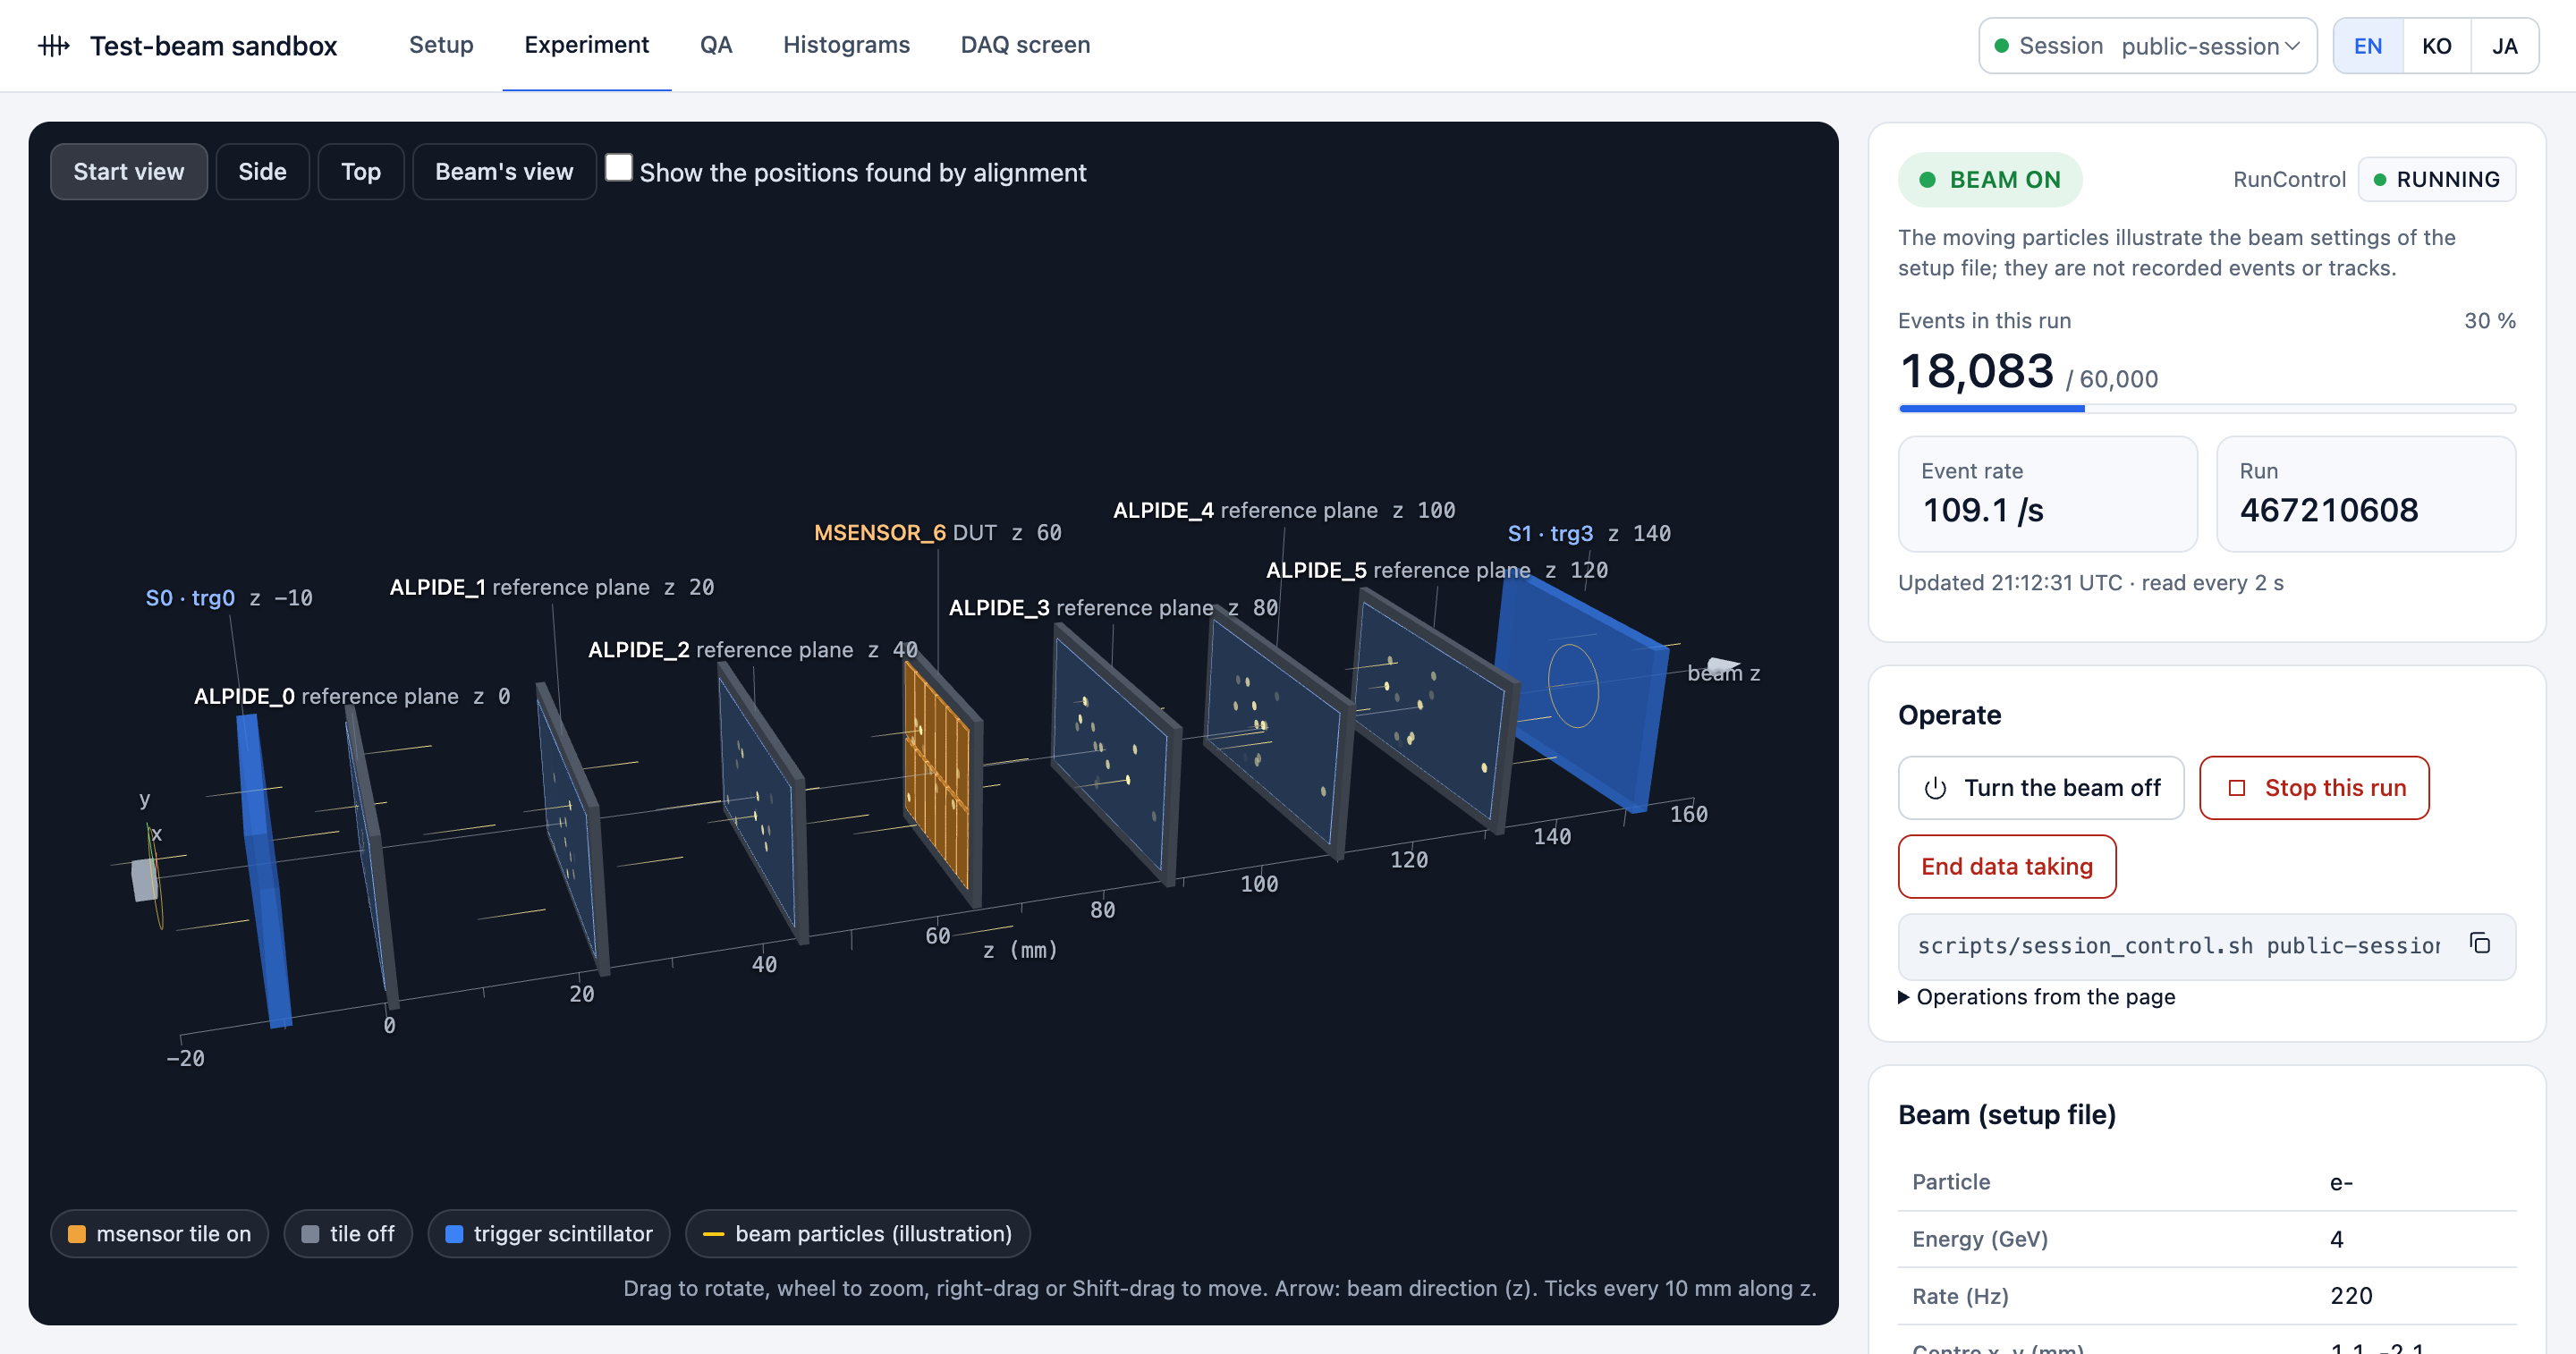 Test-beam sandbox
Setup
Experiment
QA
Histograms
DAQ screen
Session public-session
EN
KO
JA
Start view
Side
Top
Beam's view
Show the positions found by alignment
ALPIDE_4 reference plane z 100
MSENSOR_6 DUT z 60
S1 · trg3 z 140
ALPIDE_5 reference plane z 120
ALPIDE_1 reference plane z 20
S0 · trg0 z −10
ALPIDE_3 reference plane z 80
ALPIDE_2 reference plane z 40
beam z
ALPIDE_0 reference plane z 0
y
x
160
140
120
100
80
60
z (mm)
40
20
0
−20
msensor tile on
tile off
trigger scintillator
beam particles (illustration)
Drag to rotate, wheel to zoom, right-drag or Shift-drag to move. Arrow: beam direction (z). Ticks every 10 mm along z.
BEAM ON
RunControl
RUNNING
The moving particles illustrate the beam settings of the
setup file; they are not recorded events or tracks.
Events in this run
30 %
18,083 / 60,000
Event rate
109.1 /s
Run
467210608
Updated 21:12:31 UTC · read every 2 s
Operate
Turn the beam off
Stop this run
End data taking
scripts/session_control.sh public-session
Operations from the page
Beam (setup file)
Particle e-
Energy (GeV) 4
Rate (Hz) 220
Centre x, y (mm) 1.1, -2.1